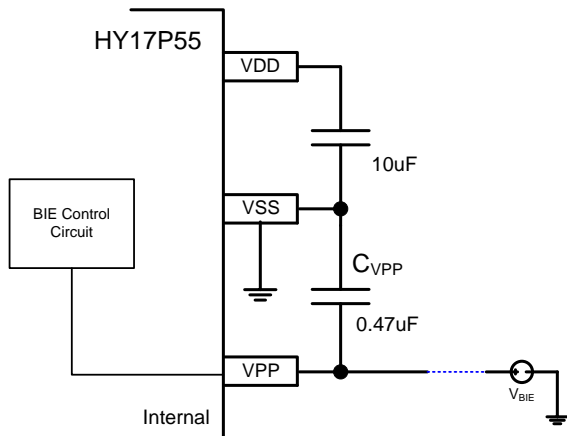 HY17P55
VDD
10uF
BIE Control
Circuit
VSS
CVPP
0.47uF
VPP
VBIE
Internal